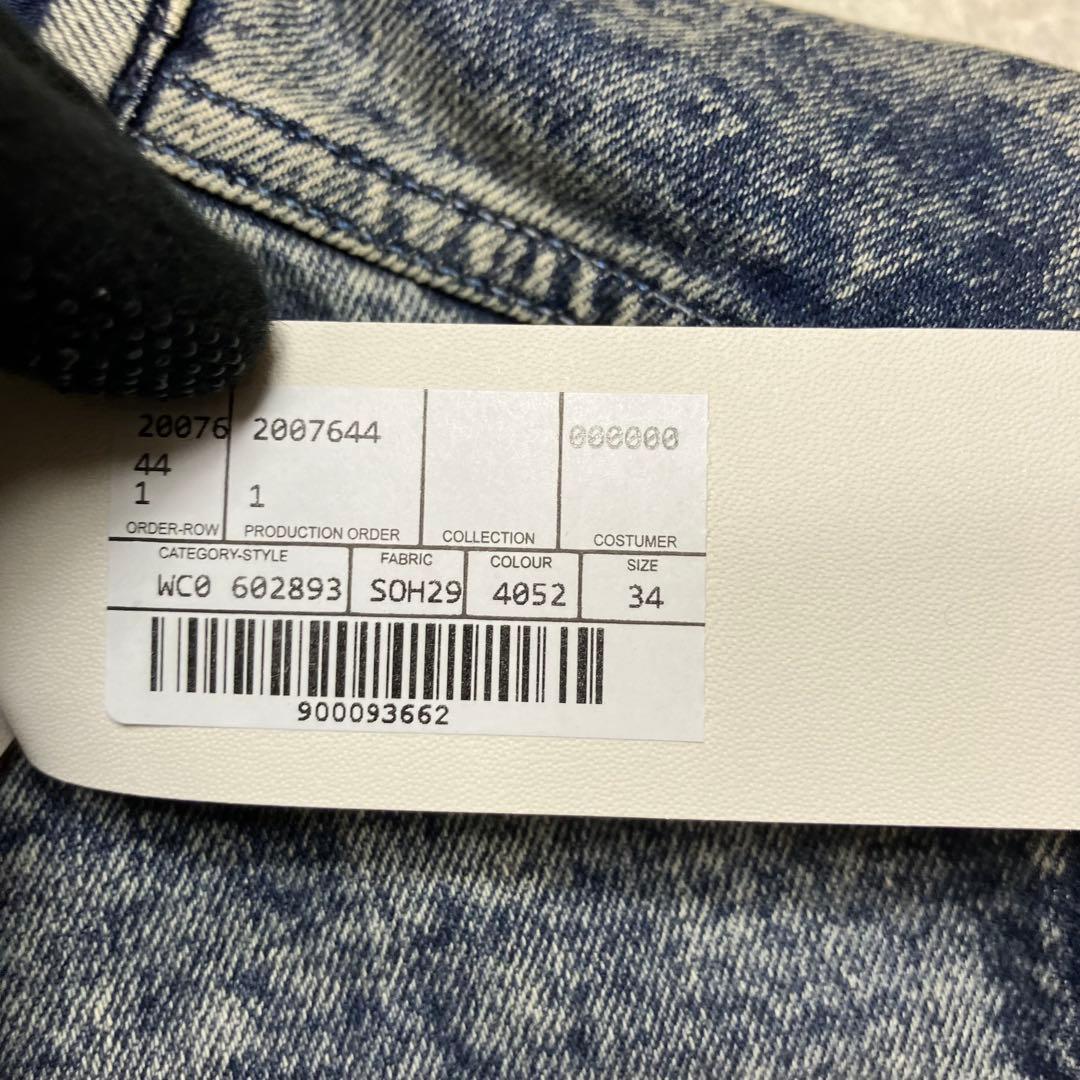 20076 2007644 000000
44
1 1
ORDER-ROW PRODUCTION ORDER COLLECTION COSTUMER
CATEGORY-STYLE FABRIC COLOUR SIZE
WC0 602893 SOH29 4052 34
900093662